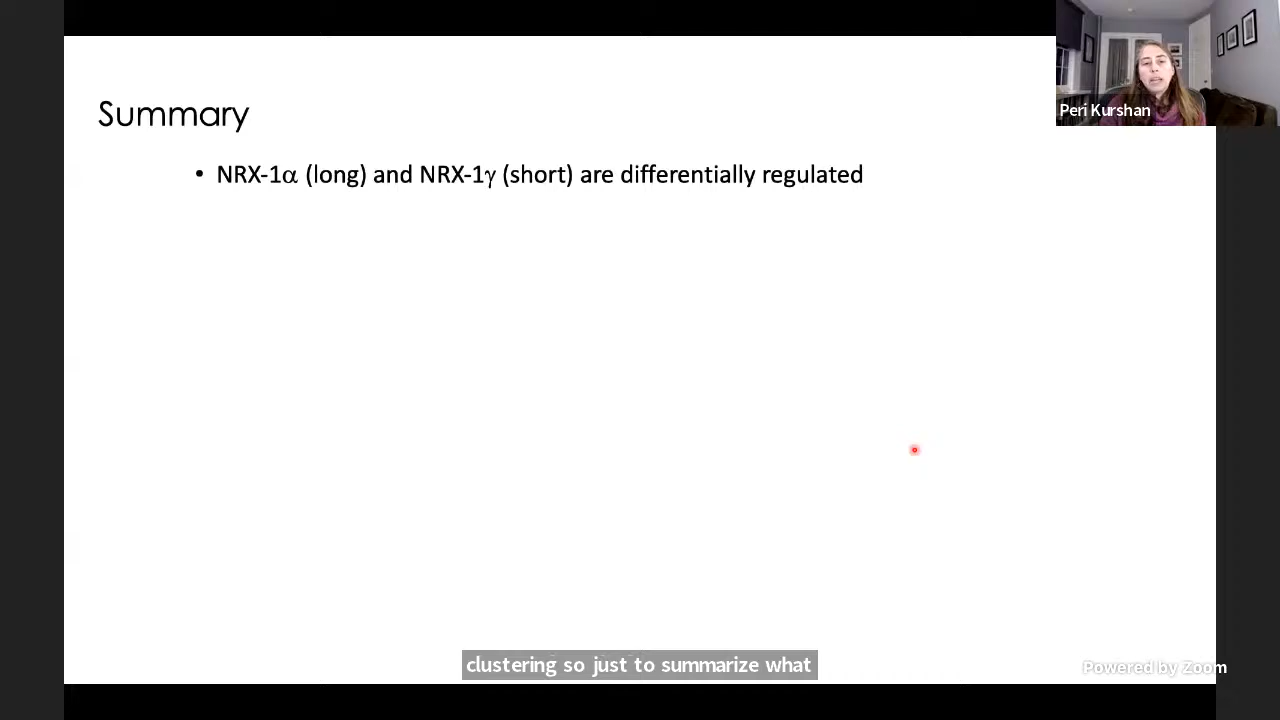 Peri Kurshan
Summary
• NRX-1α (long) and NRX-1γ (short) are differentially regulated
clustering so just to summarize what
Powered by Zoom